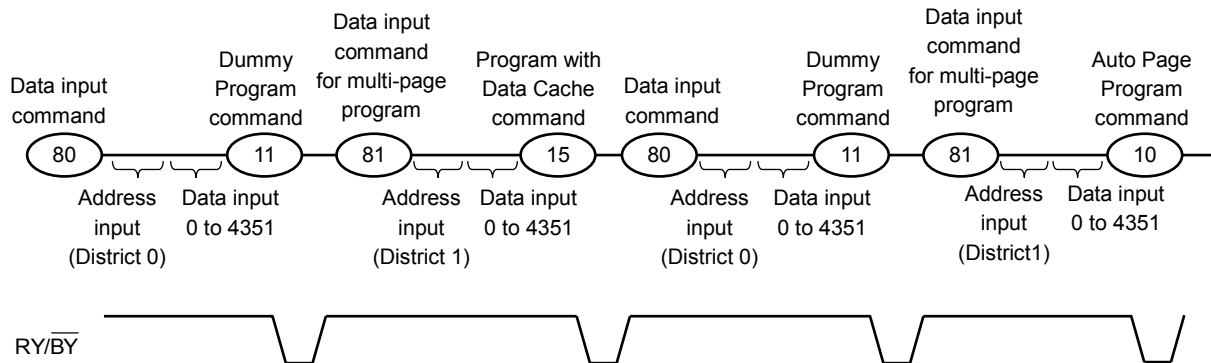 Data input
command
Dummy
Program
command
Data input
command
for multi-page
program
Program with
Data Cache
command
Data input
command
Dummy
Program
command
Data input
command
for multi-page
program
Auto Page
Program
command
80
11
81
15
80
11
81
10
Address
input
(District 0)
Data input
0 to 4351
Address
input
(District 1)
Data input
0 to 4351
Address
input
(District 0)
Data input
0 to 4351
Address
input
(District1)
Data input
0 to 4351
RY/BY